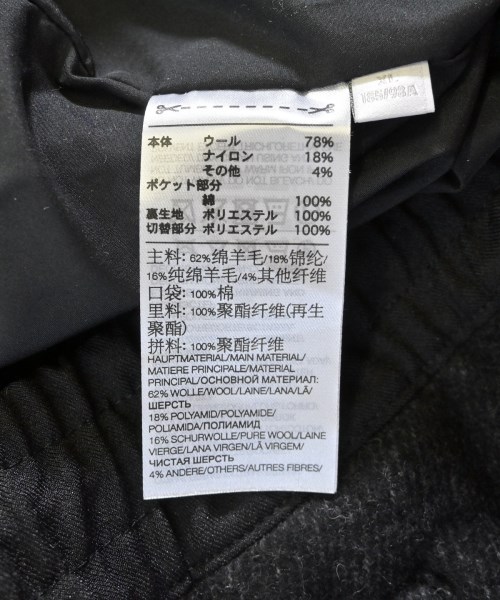 XL
本体 ウール 78%
ナイロン 18%
その他 4%
ポケット部分
綿 100%
裏生地 ポリエステル 100%
切替部分 ポリエステル 100%
主料: 62%绵羊毛/18%锦纶/
16%纯绵羊毛/4%其他纤维
口袋: 100%棉
里料: 100%聚酯纤维(再生
聚酯)
拼料: 100%聚酯纤维
HAUPTMATERIAL/MAIN MATERIAL/
MATIERE PRINCIPALE/MATERIAL
PRINCIPAL/ОСНОВНОЙ МАТЕРИАЛ:
62% WOLLE/WOOL/LAINE/LANA/LÃ/
ШЕРСТЬ
18% POLYAMID/POLYAMIDE/
POLIAMIDA/ПОЛИАМИД
16% SCHURWOLLE/PURE WOOL/LAINE
VIERGE/LANA VIRGEN/LÃ VIRGEM/
ЧИСТАЯ ШЕРСТЬ
4% ANDERE/OTHERS/AUTRES FIBRES/